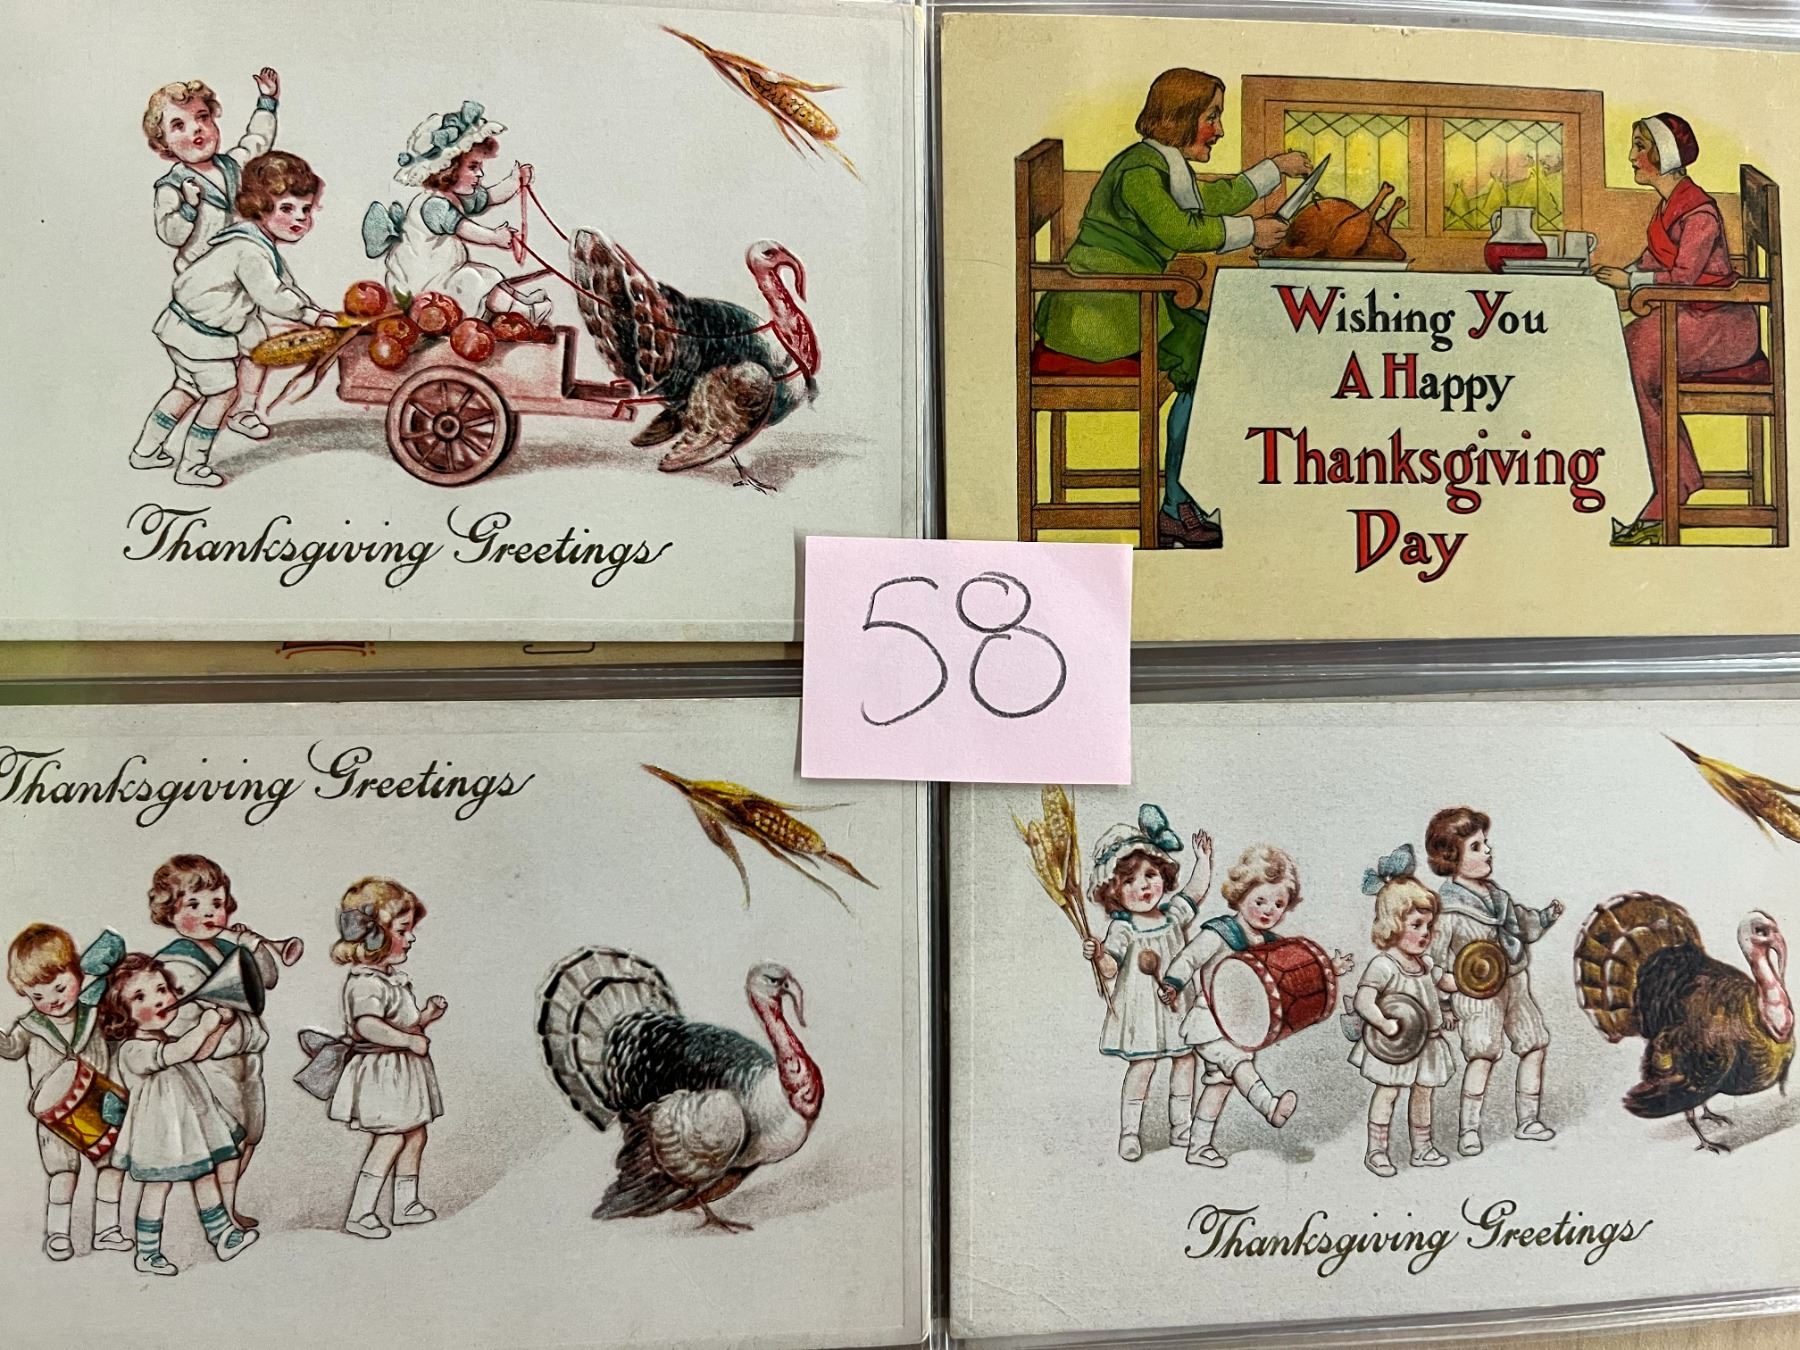 Thanksgiving Greetings
Wishing You
A Happy
Thanksgiving
Day
58
Thanksgiving Greetings
Thanksgiving Greetings